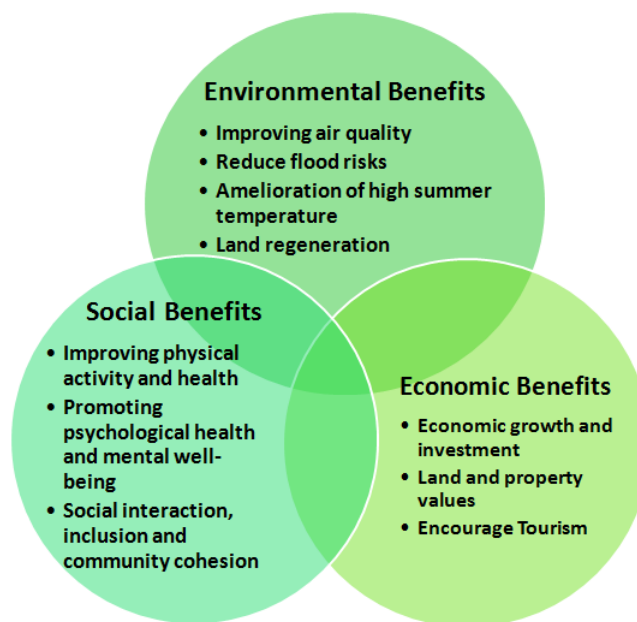 Environmental Benefits
• Improving air quality
• Reduce flood risks
• Amelioration of high summer
temperature
• Land regeneration
Social Benefits
• Improving physical
activity and health
• Promoting
psychological health
and mental well-
being
• Social interaction,
inclusion and
community cohesion
Economic Benefits
• Economic growth and
investment
• Land and property
values
• Encourage Tourism